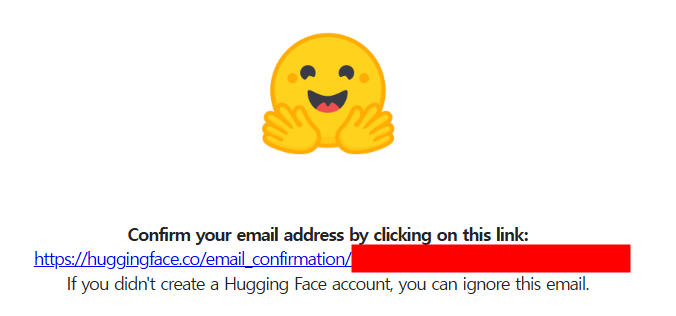 Confirm your email address by clicking on this link:
https://huggingface.co/email_confirmation/
If you didn't create a Hugging Face account, you can ignore this email.